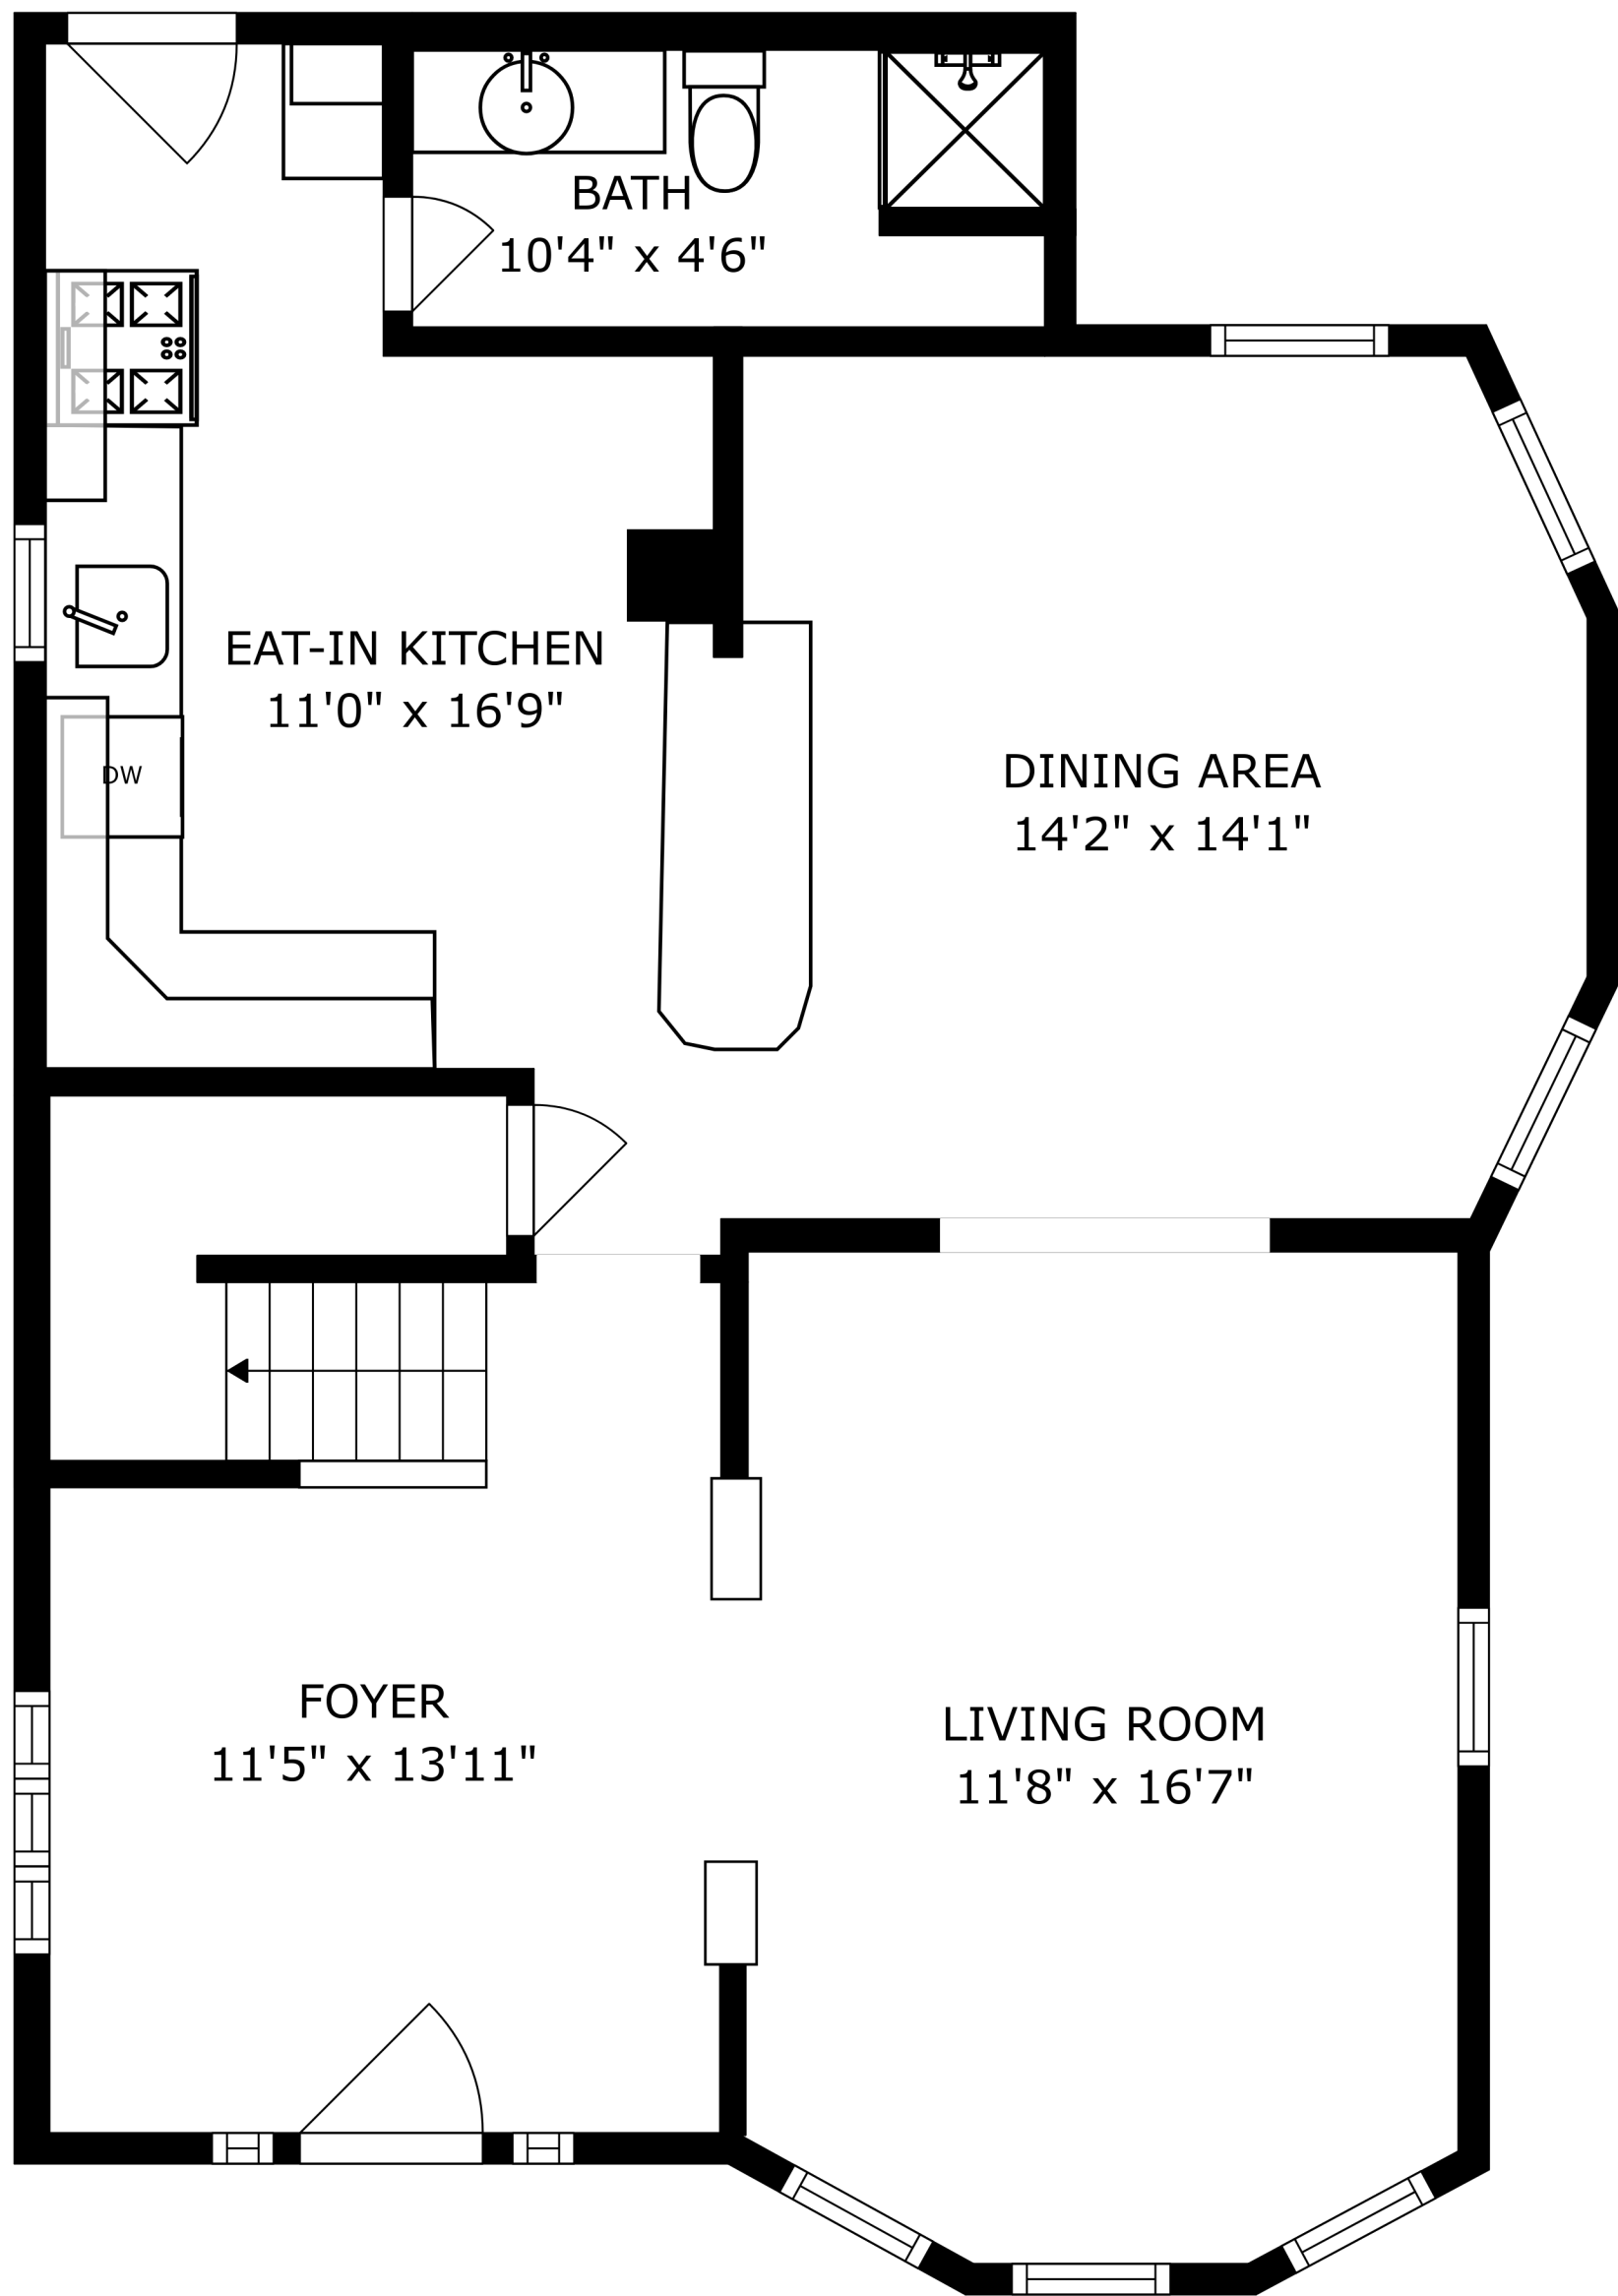 BATH
10'4" x 4'6"
EAT-IN KITCHEN
11'0" x 16'9"
DW
DINING AREA
14'2" x 14'1"
FOYER
11'5" x 13'11"
LIVING ROOM
11'8" x 16'7"